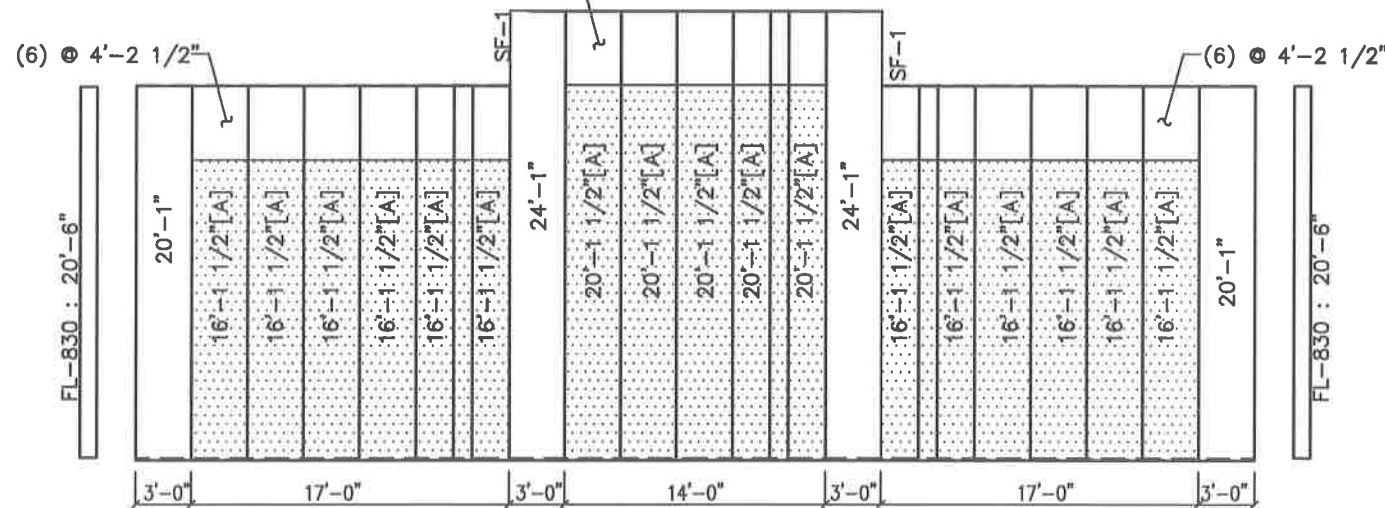 (6) @ 4'-2 1/2"
SF-1
SF-1
(6) @ 4'-2 1/2"
FL-830 : 20'-6"
20'-1"
16'-1 1/2"[A]
16'-1 1/2"[A]
16'-1 1/2"[A]
16'-1 1/2"[A]
16'-1 1/2"[A]
16'-1 1/2"[A]
24'-1"
20'-1 1/2"[A]
20'-1 1/2"[A]
20'-1 1/2"[A]
20'-1 1/2"[A]
20'-1 1/2"[A]
24'-1"
16'-1 1/2"[A]
16'-1 1/2"[A]
16'-1 1/2"[A]
16'-1 1/2"[A]
16'-1 1/2"[A]
16'-1 1/2"[A]
20'-1"
FL-830 : 20'-6"
3'-0"
17'-0"
3'-0"
14'-0"
3'-0"
17'-0"
3'-0"